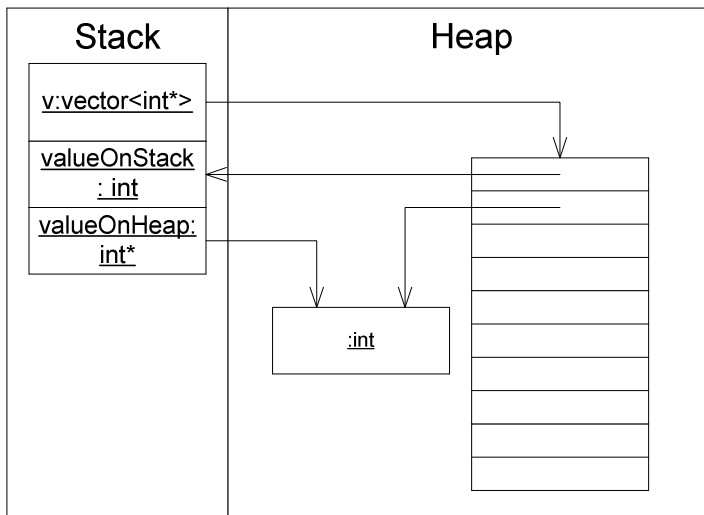 Stack
Heap
v:vector<int*>
valueOnStack
: int
valueOnHeap:
int*
:int